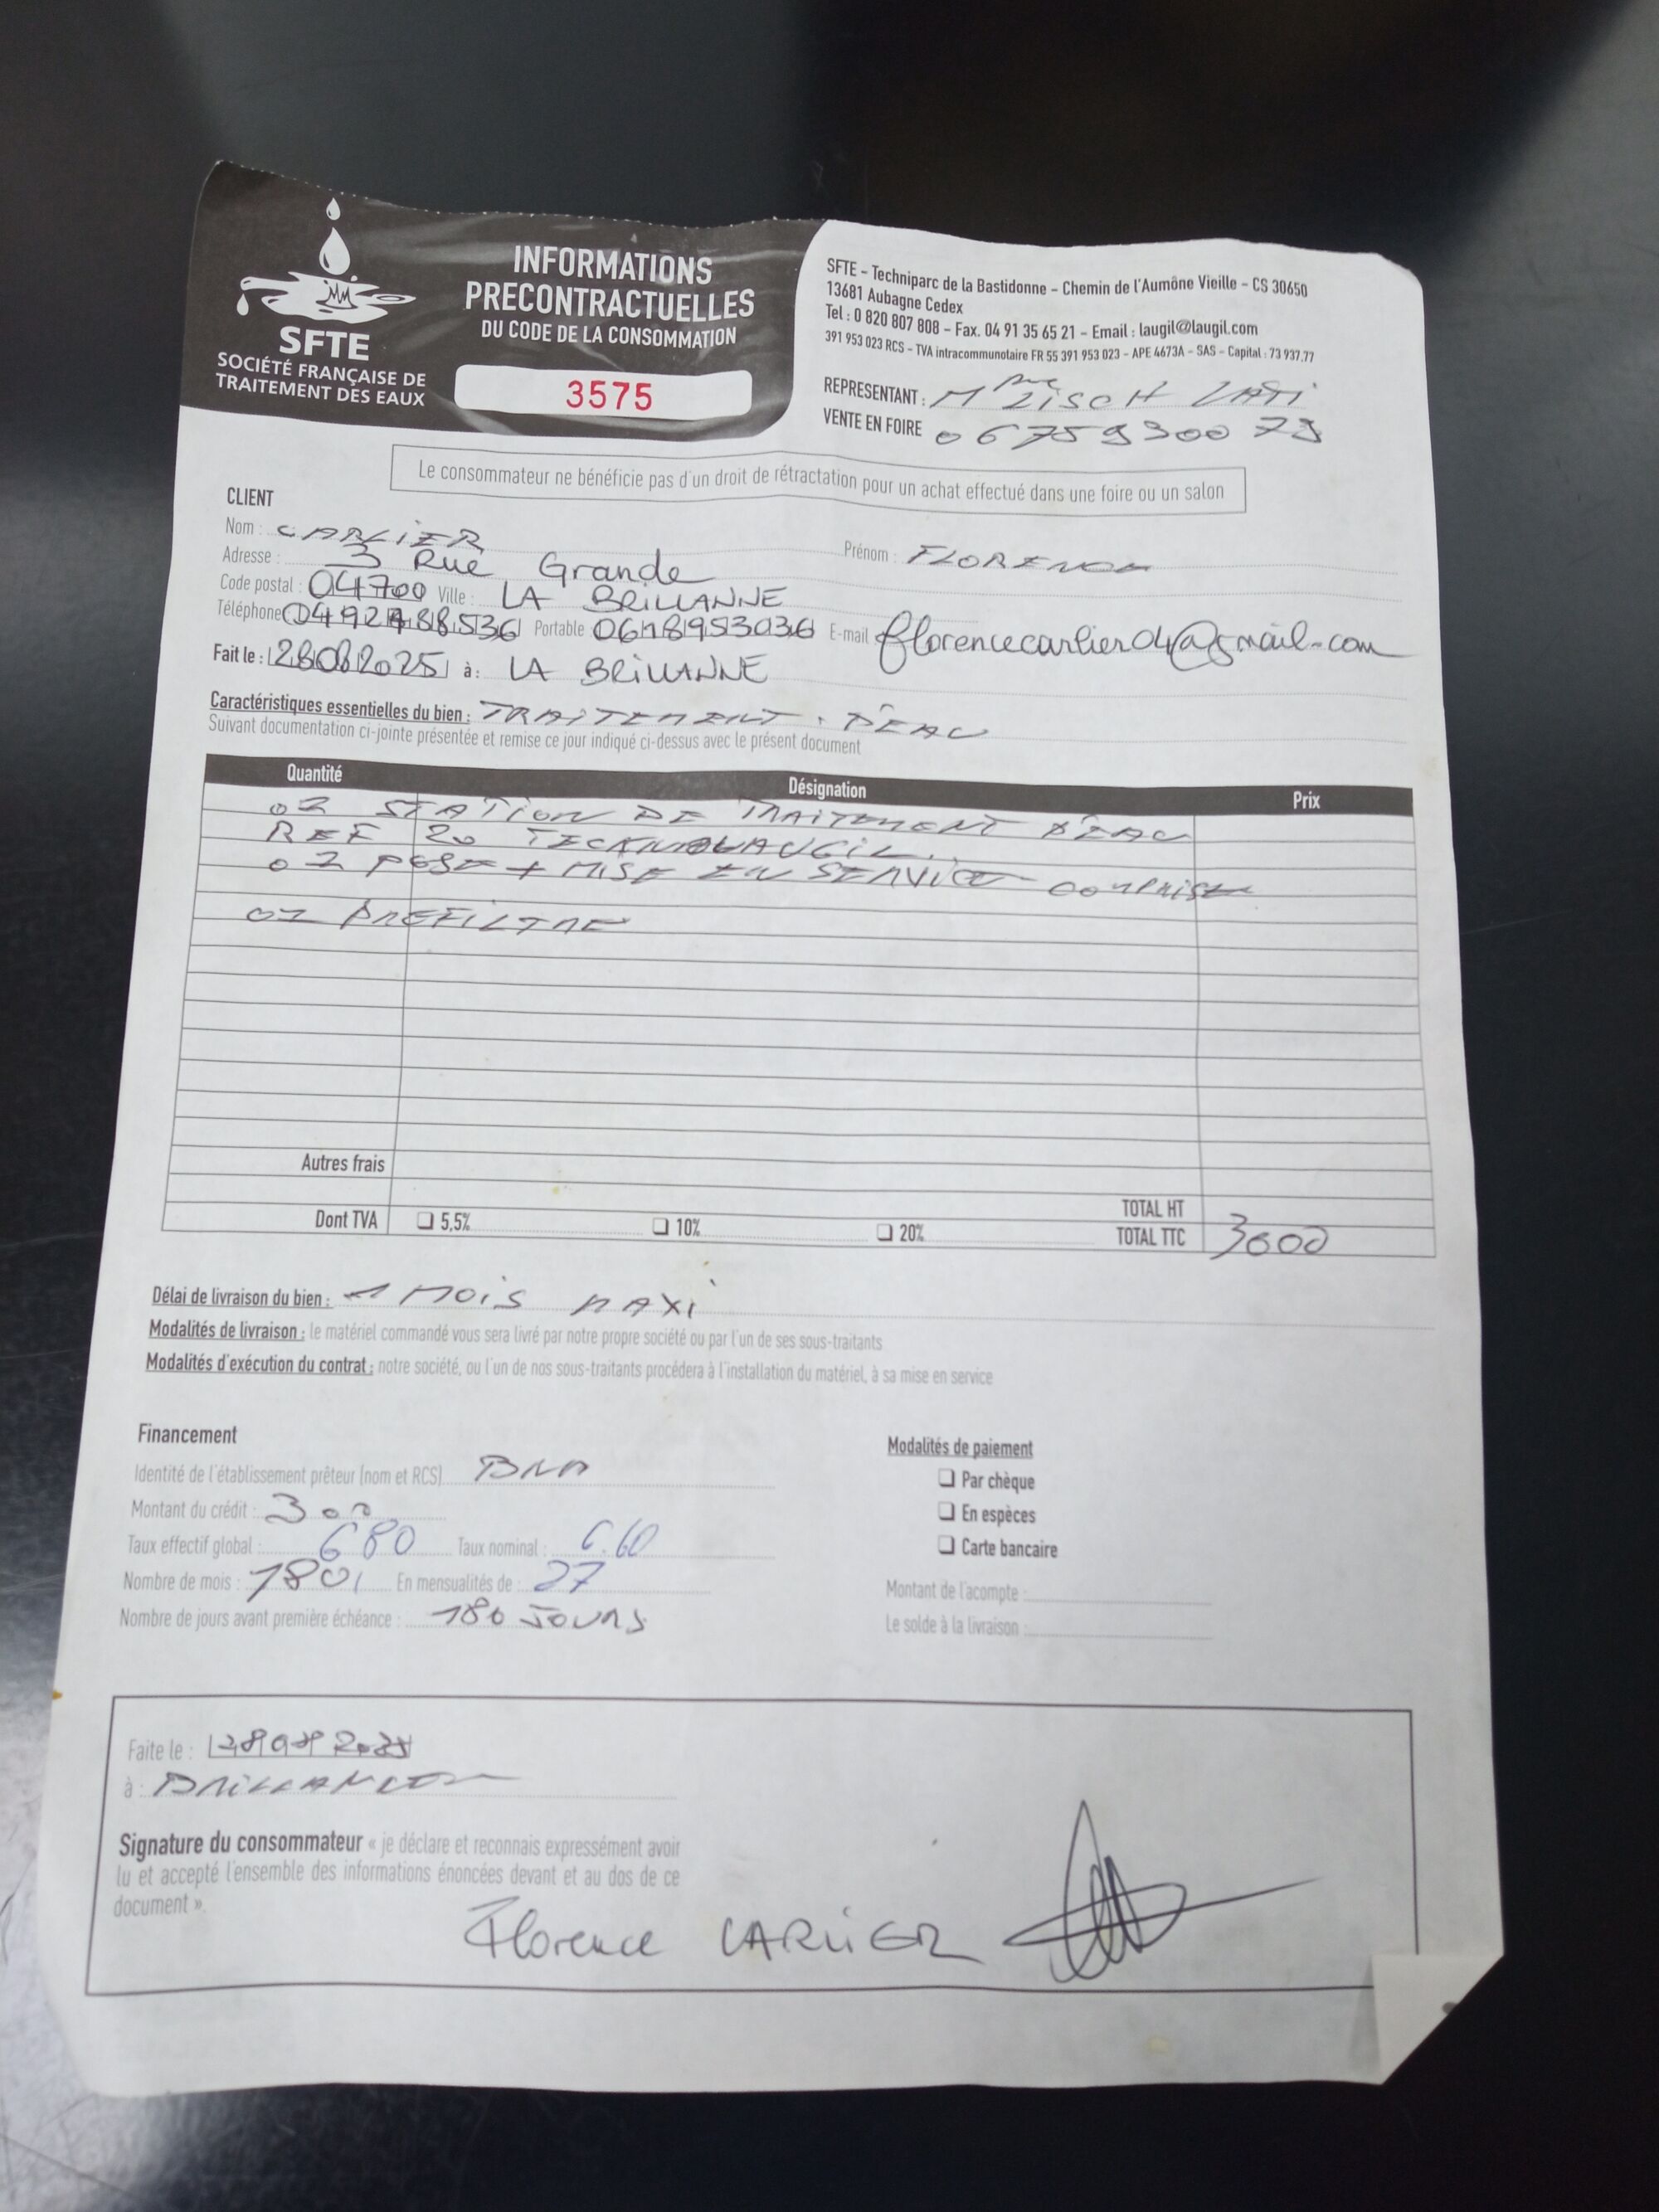 SFTE
SOCIÉTÉ FRANÇAISE DE
TRAITEMENT DES EAUX
INFORMATIONS
PRECONTRACTUELLES
DU CODE DE LA CONSOMMATION
3575
SFTE – Techniparc de la Bastidonne – Chemin de l'Aumône Vieille – CS 30650
13681 Aubagne Cedex
Tel : 0 820 807 808 – Fax. 04 91 35 65 21 – Email : laugil@laugil.com
391 953 023 RCS – TVA intracommunotaire FR 55 391 953 023 – APE 4673A – SAS – Capital : 73 937,77
REPRESENTANT :
VENTE EN FOIRE 06 75 9300 79
Le consommateur ne bénéficie pas d'un droit de rétractation pour un achat effectué dans une foire ou un salon
CLIENT
Nom : CARLIER Prénom : FLORENCE
Adresse : 3 Rue Grande
Code postal : 04700 Ville : LA BRILLANNE
Téléphone 0492788536 Portable 0618953036 E-mail florencecarlier04@gmail.com
Fait le : 28082025 à : LA BRILLANNE
Caractéristiques essentielles du bien : TRAITEMENT D'EAU
Suivant documentation ci-jointe présentée et remise ce jour indiqué ci-dessus avec le présent document
Quantité Désignation Prix
STATION DE TRAITEMENT D'EAU
REF 20
POSE + MISE EN SERVICE COMPRISE
01 PREFILTRE
Autres frais
TOTAL HT
Dont TVA 5,5% 10% 20% TOTAL TTC 3000
Délai de livraison du bien : 1 MOIS MAXI
Modalités de livraison : le matériel commandé vous sera livré par notre propre société ou par l'un de ses sous-traitants
Modalités d'exécution du contrat : notre société, ou l'un de nos sous-traitants procédera à l'installation du matériel, à sa mise en service
Financement
Identité de l'établissement prêteur (nom et RCS)
Montant du crédit :
Taux effectif global : 6 80 Taux nominal : 6.60
Nombre de mois : 180 En mensualités de : 27
Nombre de jours avant première échéance : 180 JOURS
Modalités de paiement
Par chèque
En espèces
Carte bancaire
Montant de l'acompte :
Le solde à la livraison :
Faite le : 28082025
à : BRILLANNE
Signature du consommateur « je déclare et reconnais expressément avoir
lu et accepté l'ensemble des informations énoncées devant et au dos de ce
document ».
Florence CARLIER